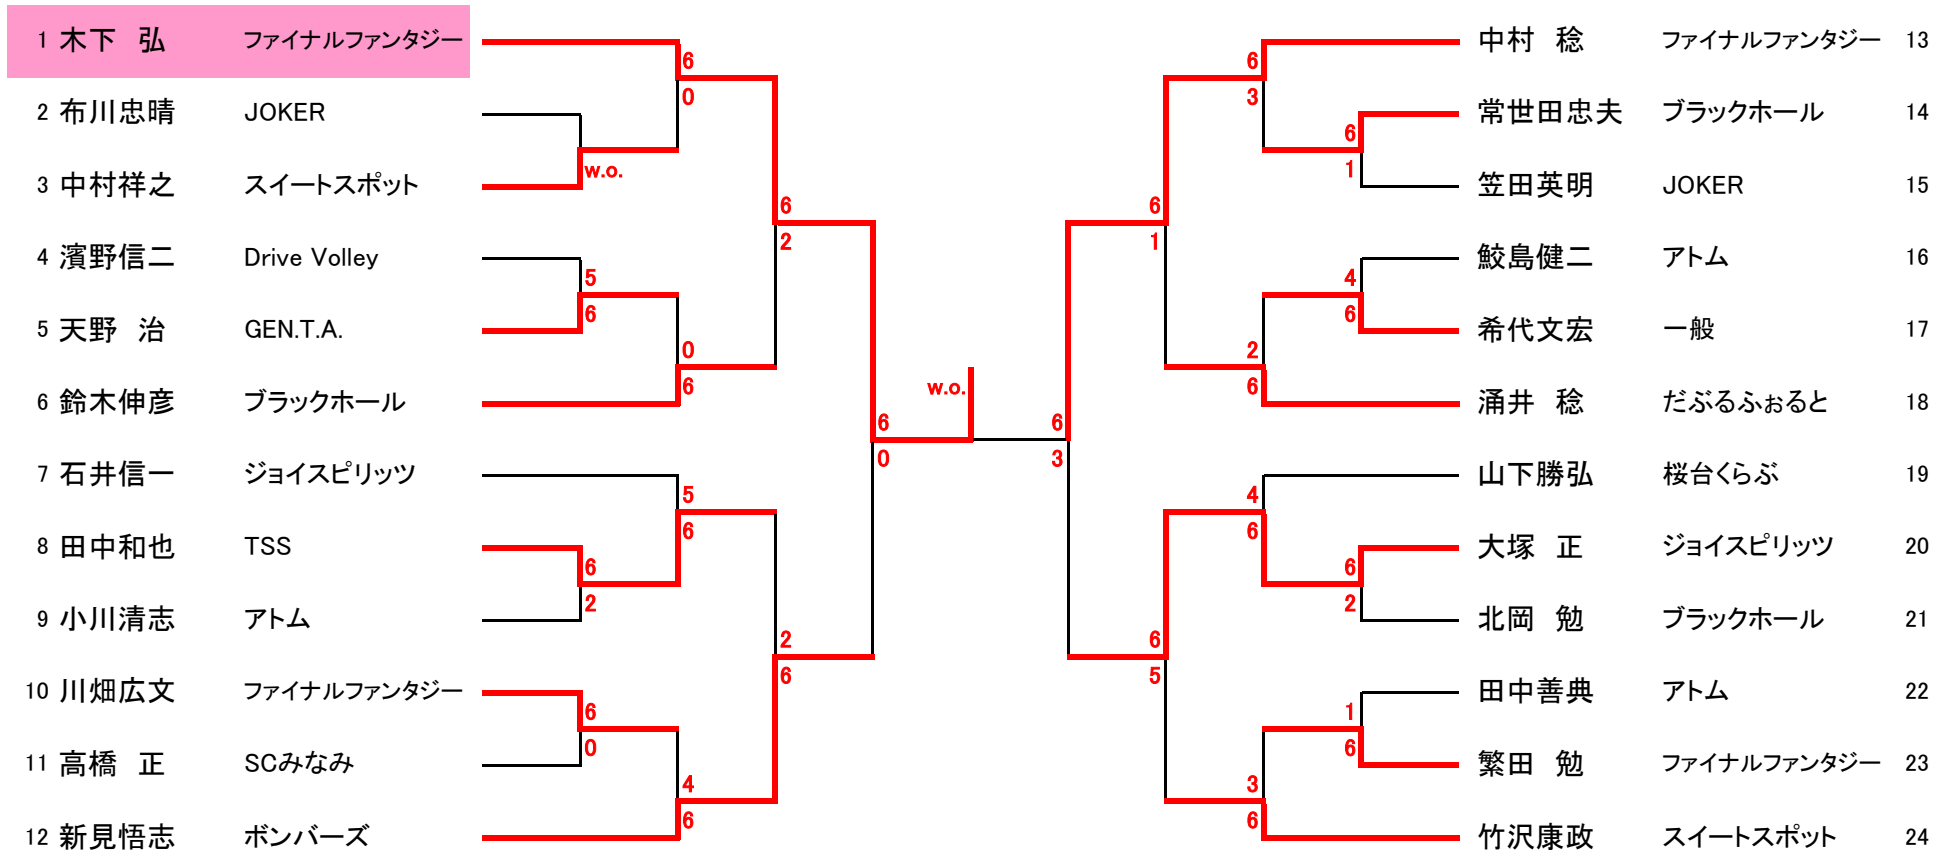 1 木下　弘 ファイナルファンタジー
2 布川忠晴 JOKER
3 中村祥之 スイートスポット
4 濱野信二 Drive Volley
5 天野　治 GEN.T.A.
6 鈴木伸彦 ブラックホール
7 石井信一 ジョイスピリッツ
8 田中和也 TSS
9 小川清志 アトム
10 川畑広文 ファイナルファンタジー
11 高橋　正 SCみなみ
12 新見悟志 ボンバーズ
w.o.
5
6
6
2
6
0
6
0
0
6
5
6
4
6
6
2
2
6
6
0
w.o.
6
3
6
1
6
5
6
3
2
6
4
6
3
6
6
1
4
6
6
2
1
6
中村　稔 ファイナルファンタジー 13
常世田忠夫 ブラックホール 14
笠田英明 JOKER 15
鮫島健二 アトム 16
希代文宏 一般 17
涌井　稔 だぶるふぉると 18
山下勝弘 桜台くらぶ 19
大塚　正 ジョイスピリッツ 20
北岡　勉 ブラックホール 21
田中善典 アトム 22
繁田　勉 ファイナルファンタジー 23
竹沢康政 スイートスポット 24